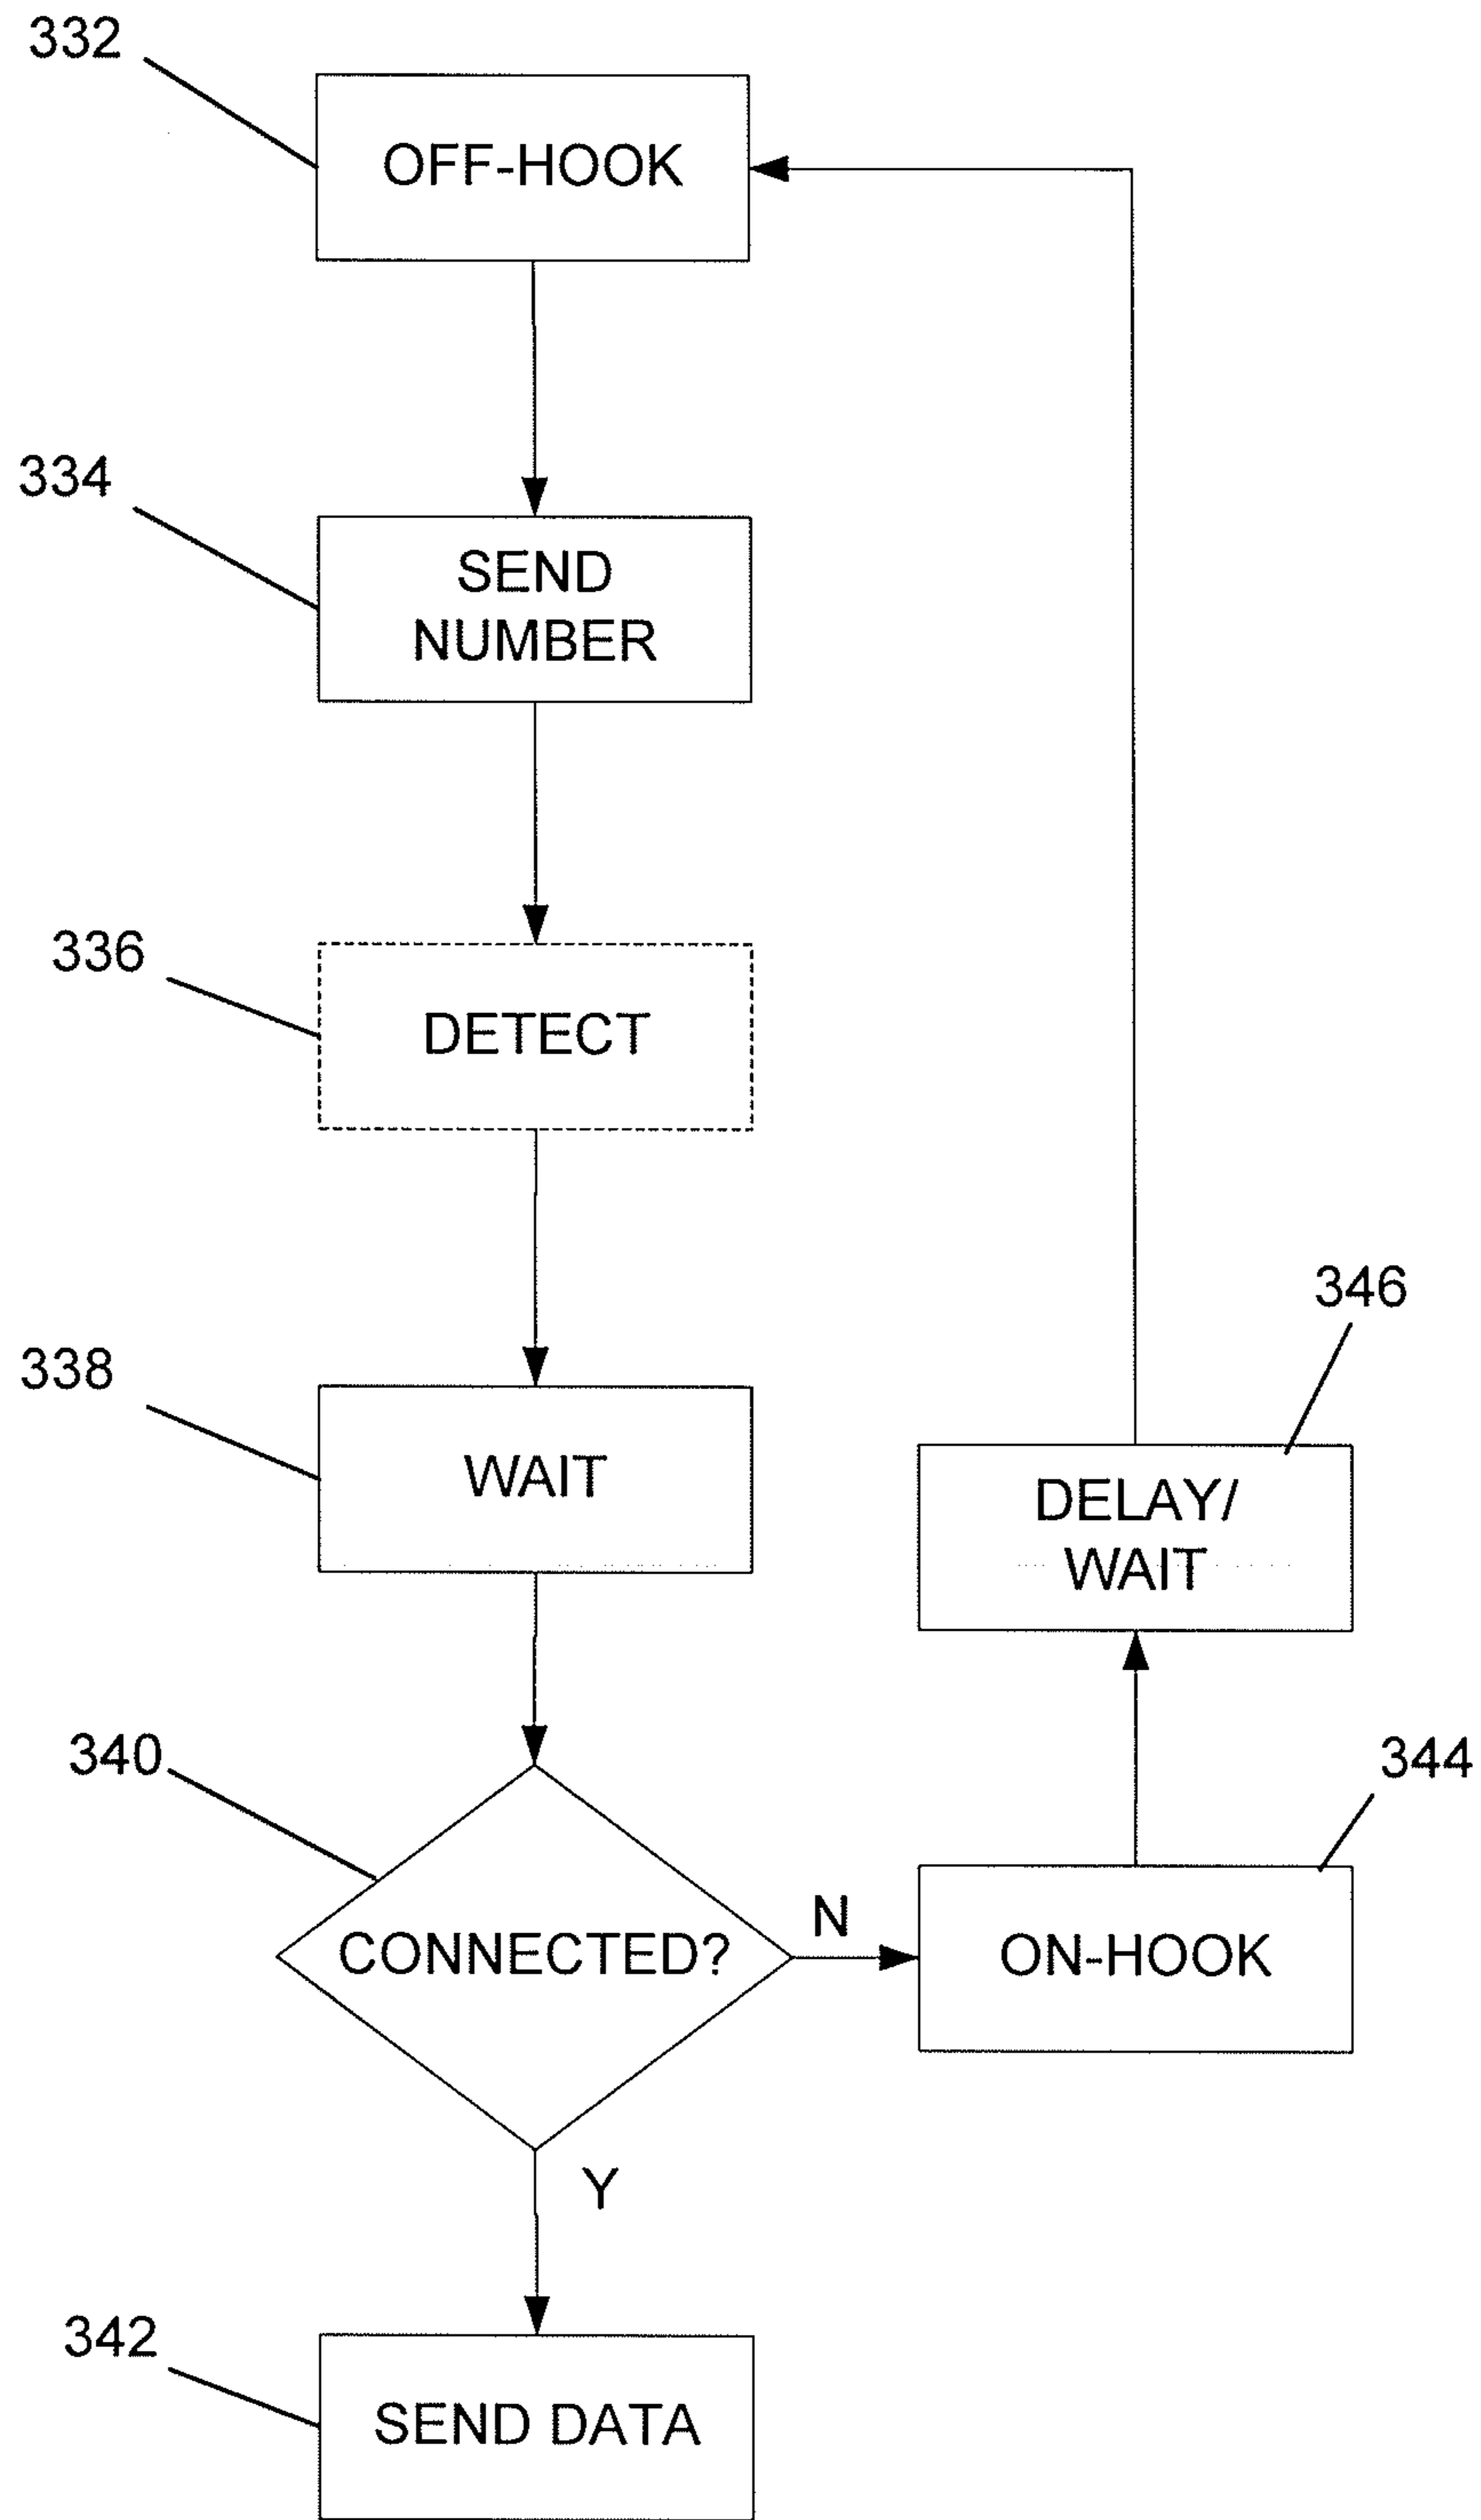 332
OFF-HOOK
334
SEND
NUMBER
336
DETECT
338
WAIT
346
DELAY/
WAIT
340
CONNECTED?
N
344
ON-HOOK
Y
342
SEND DATA